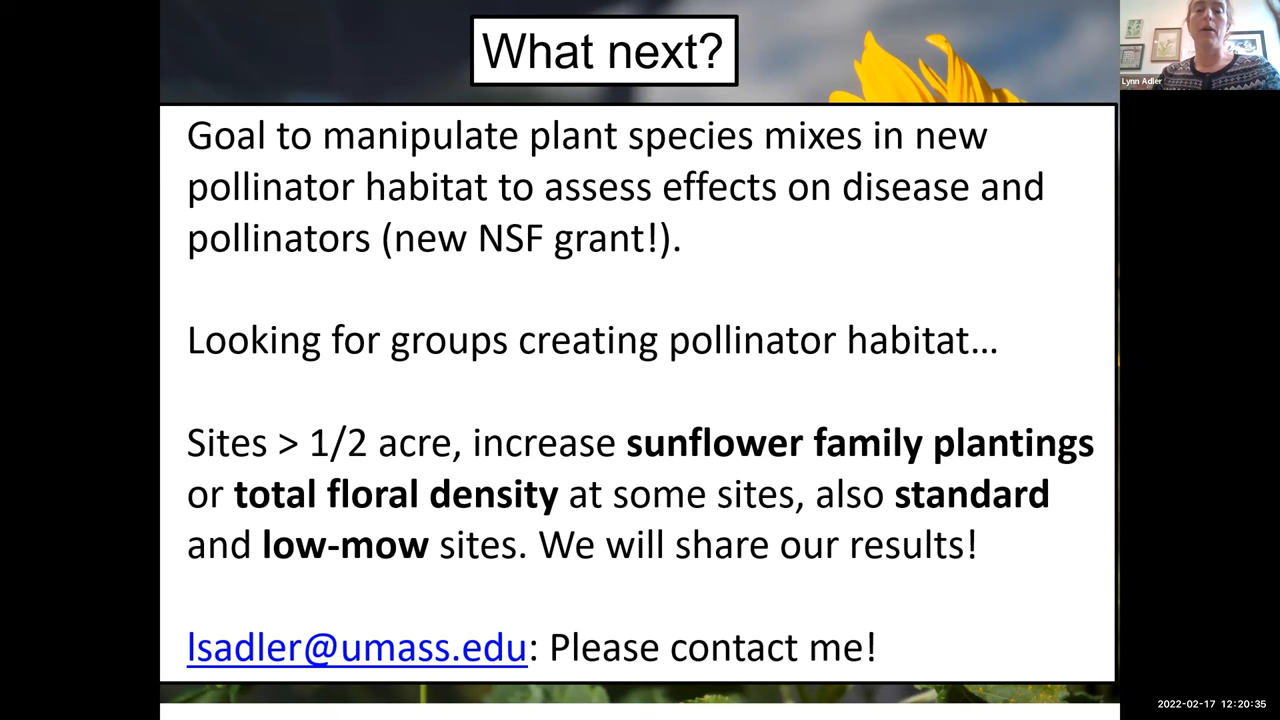 What next?
Lynn Adler
Goal to manipulate plant species mixes in new
pollinator habitat to assess effects on disease and
pollinators (new NSF grant!).
Looking for groups creating pollinator habitat…
Sites > 1/2 acre, increase sunflower family plantings
or total floral density at some sites, also standard
and low-mow sites. We will share our results!
lsadler@umass.edu: Please contact me!
2022-02-17 12:20:35